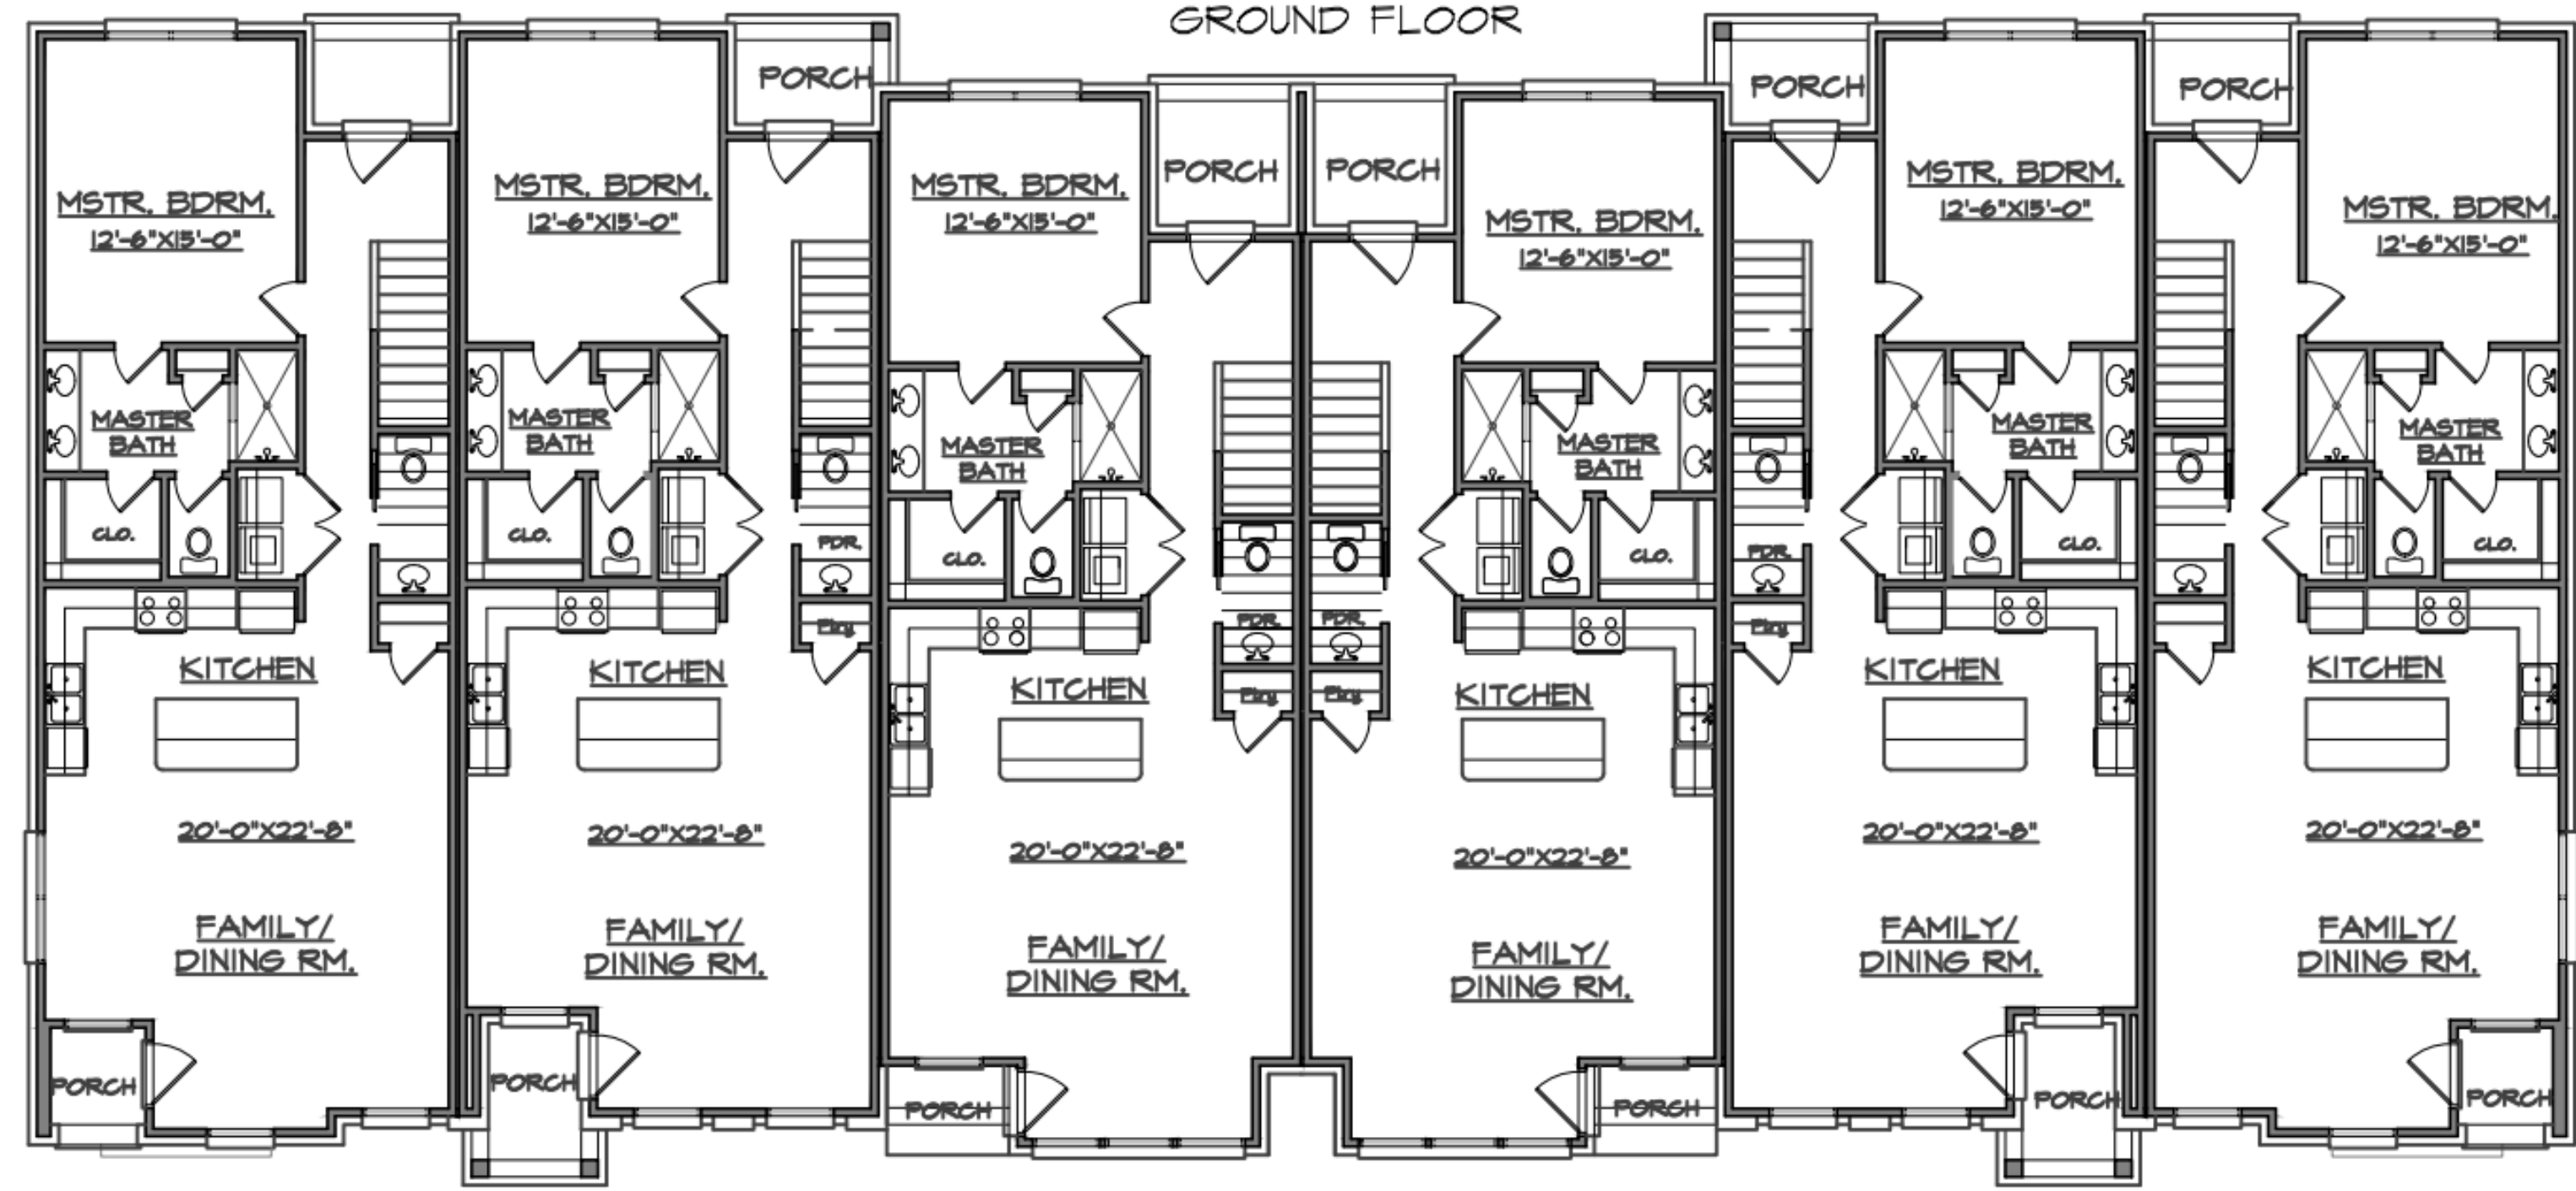 GROUND FLOOR
PORCH
PORCH
PORCH
PORCH
PORCH
MSTR. BDRM.
12'-6"X15'-0"
MSTR. BDRM.
12'-6"X15'-0"
MSTR. BDRM.
12'-6"X15'-0"
MSTR. BDRM.
12'-6"X15'-0"
MSTR. BDRM.
12'-6"X15'-0"
MSTR. BDRM.
12'-6"X15'-0"
MASTER
BATH
MASTER
BATH
MASTER
BATH
MASTER
BATH
MASTER
BATH
MASTER
BATH
CLO.
CLO.
PDR.
CLO.
CLO.
PDR.
CLO.
CLO.
PDR.
PDR.
KITCHEN
KITCHEN
KITCHEN
KITCHEN
KITCHEN
KITCHEN
20'-0"X22'-8"
20'-0"X22'-8"
20'-0"X22'-8"
20'-0"X22'-8"
20'-0"X22'-8"
20'-0"X22'-8"
FAMILY/
DINING RM.
FAMILY/
DINING RM.
FAMILY/
DINING RM.
FAMILY/
DINING RM.
FAMILY/
DINING RM.
FAMILY/
DINING RM.
PORCH
PORCH
PORCH
PORCH
PORCH
PORCH